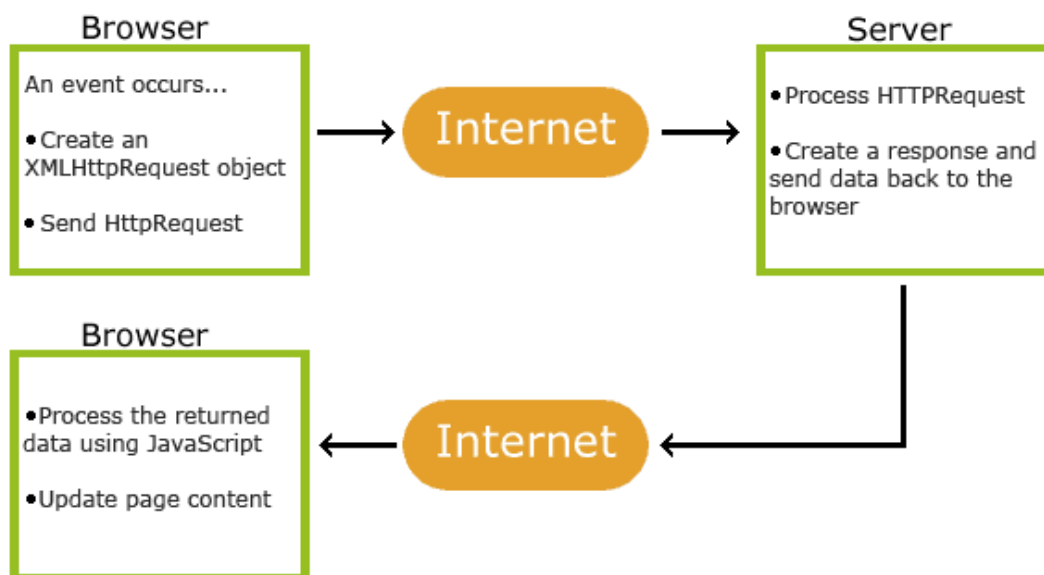 Browser
An event occurs...
•Create an
XMLHttpRequest object
• Send HttpRequest
Internet
Server
•Process HTTPRequest
•Create a response and
send data back to the
browser
Browser
•Process the returned
data using JavaScript
•Update page content
Internet